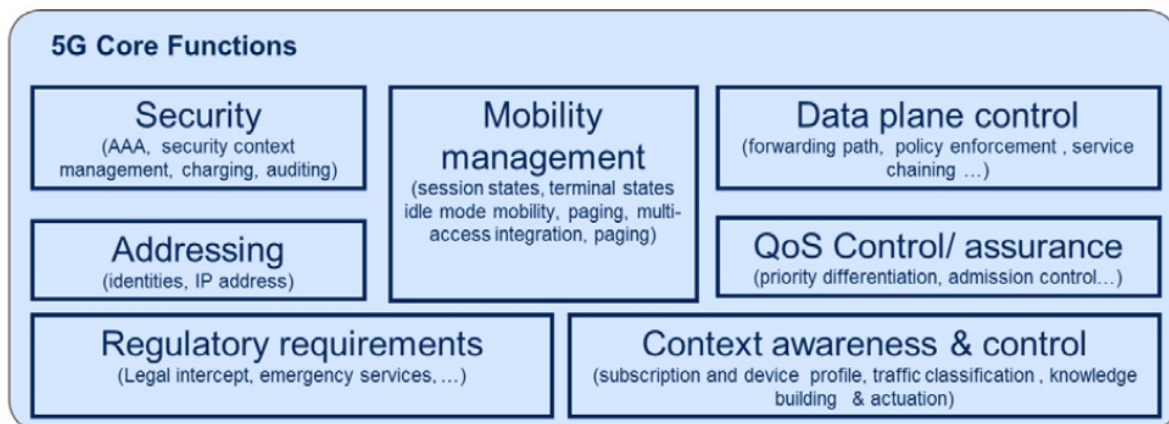 5G Core Functions
Security
(AAA, security context
management, charging, auditing)
Mobility
management
(session states, terminal states
idle mode mobility, paging, multi-
access integration, paging)
Data plane control
(forwarding path, policy enforcement , service
chaining …)
Addressing
(identities, IP address)
QoS Control/ assurance
(priority differentiation, admission control…)
Regulatory requirements
(Legal intercept, emergency services, …)
Context awareness & control
(subscription and device profile, traffic classification , knowledge
building & actuation)